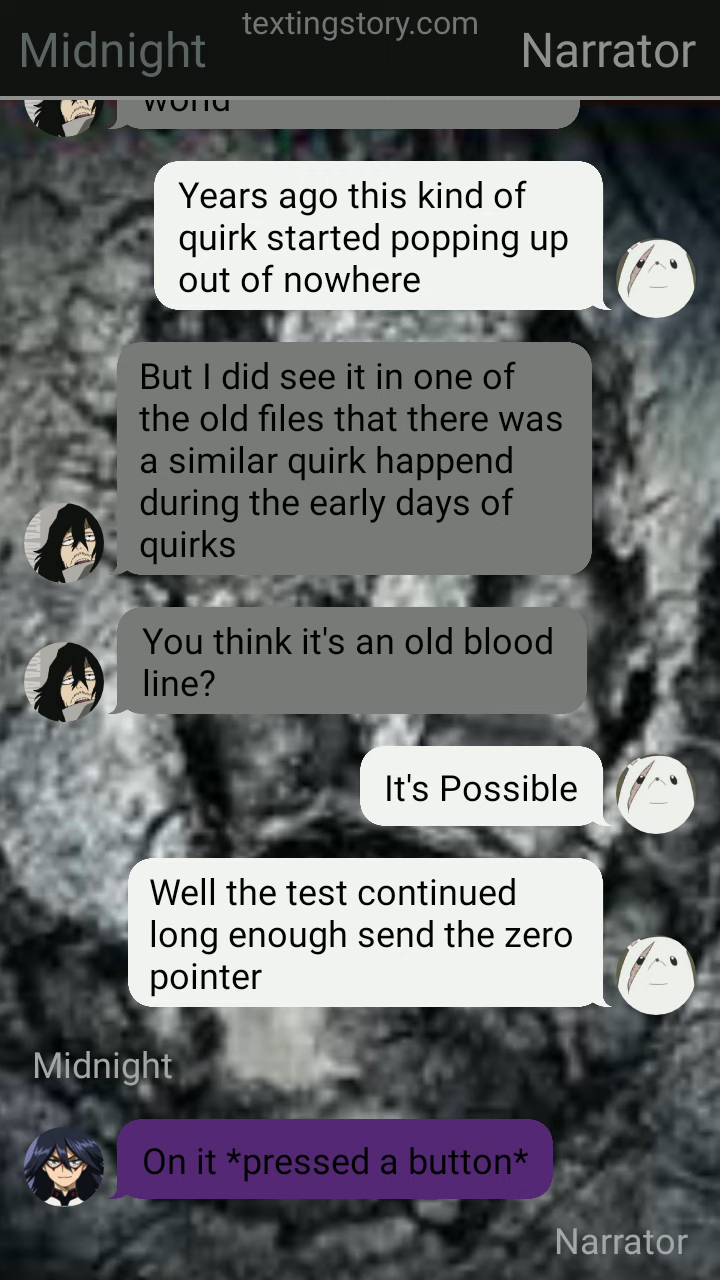 textingstory.com
Midnight
Narrator
world
Years ago this kind of
quirk started popping up
out of nowhere
But I did see it in one of
the old files that there was
a similar quirk happend
during the early days of
quirks
You think it's an old blood
line?
It's Possible
Well the test continued
long enough send the zero
pointer
Midnight
On it *pressed a button*
Narrator